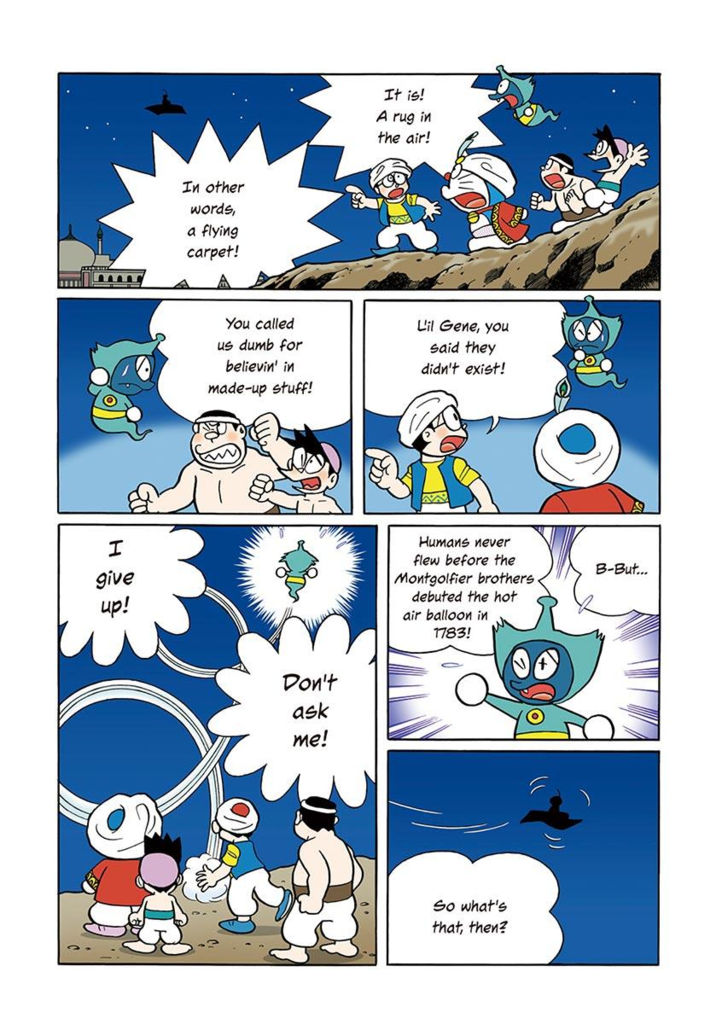 It is!
A rug in
the air!
In other
words,
a flying
carpet!
L'il Gene, you
said they
didn't exist!
You called
us dumb for
believin' in
made-up stuff!
B-But...
Humans never
flew before the
Montgolfier brothers
debuted the hot
air balloon in
1783!
So what's
that, then?
Don't
ask
me!
I
give
up!